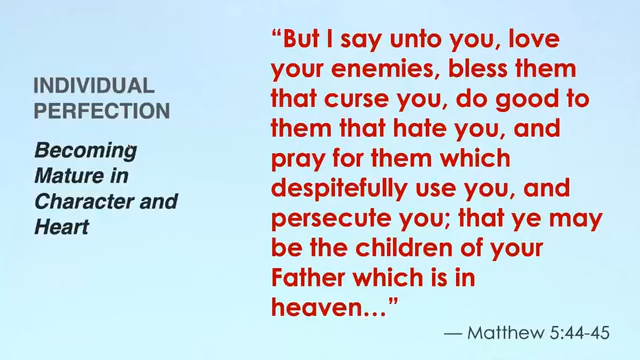 INDIVIDUAL
PERFECTION
Becoming
Mature in
Character and
Heart
“But I say unto you, love
your enemies, bless them
that curse you, do good to
them that hate you, and
pray for them which
despitefully use you, and
persecute you; that ye may
be the children of your
Father which is in
heaven…”
— Matthew 5:44-45